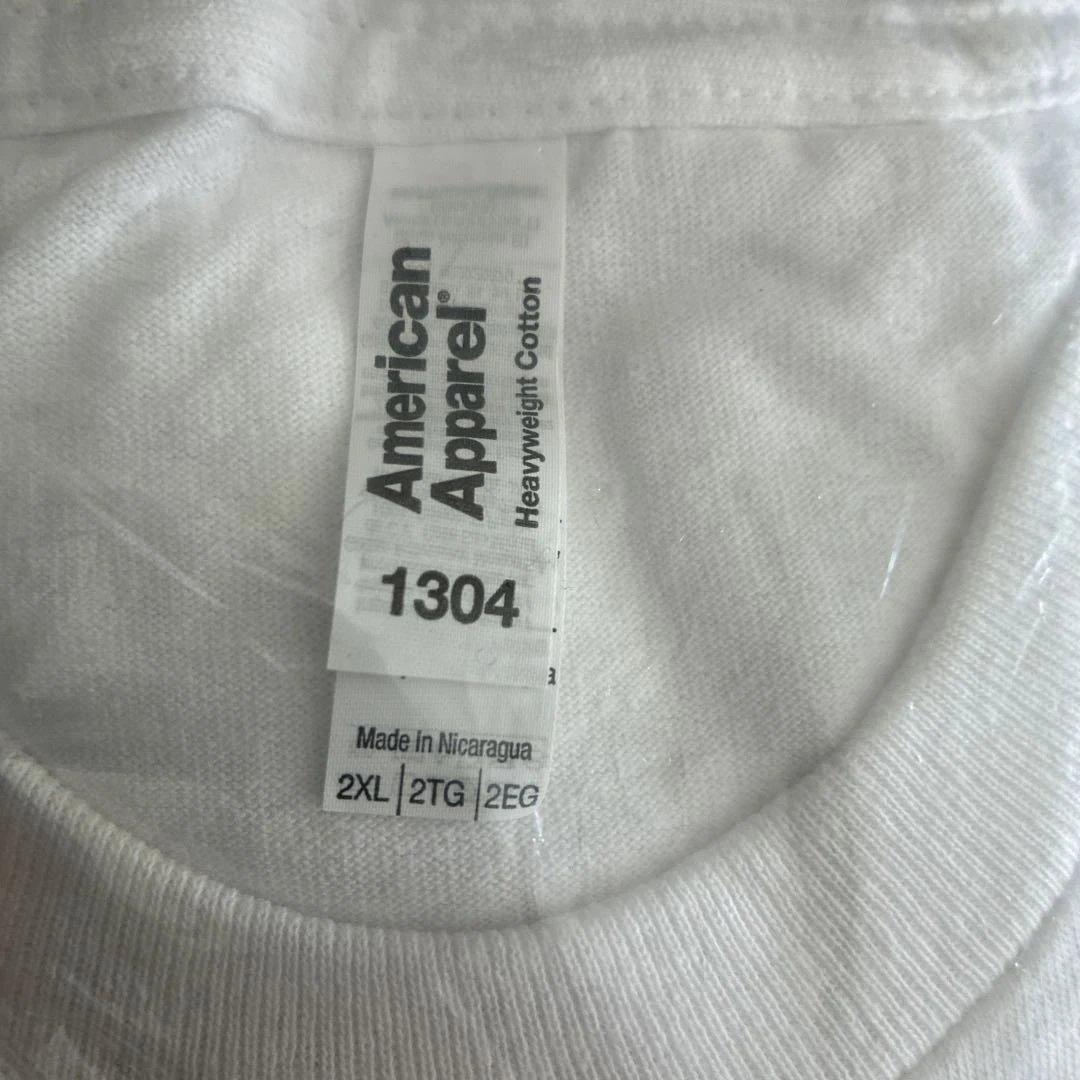 American
Apparel®
Heavyweight Cotton
1304
Made in Nicaragua
2XL | 2TG | 2EG